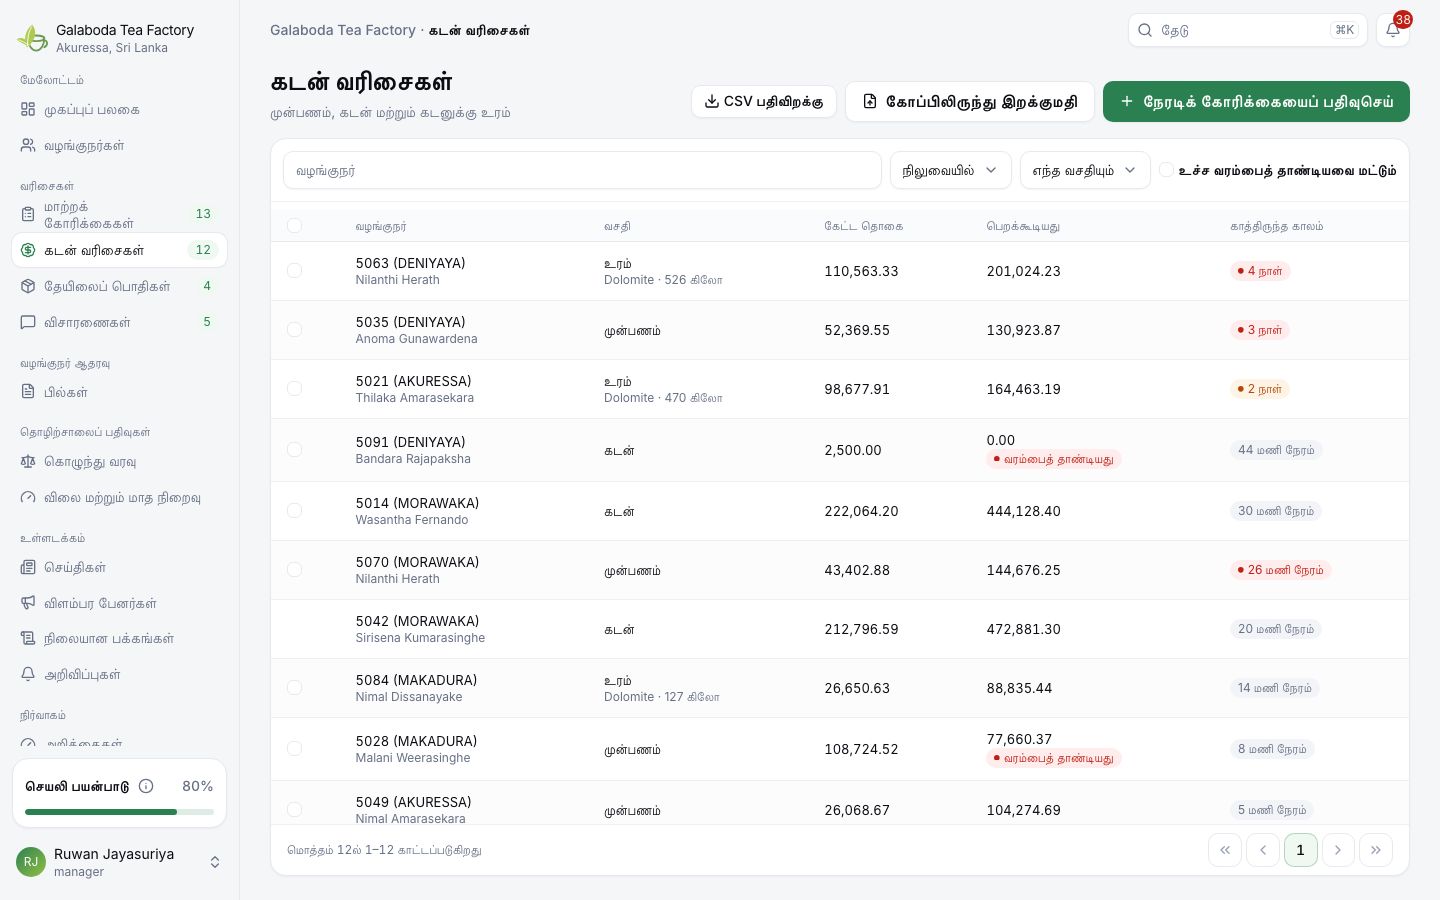 Galaboda Tea Factory
Akuressa, Sri Lanka
மேலோட்டம்
முகப்புப் பலகை
வழங்குநர்கள்
வரிசைகள்
மாற்றக்
கோரிக்கைகள்
13
கடன் வரிசைகள்
12
தேயிலைப் பொதிகள்
4
விசாரணைகள்
5
வழங்குநர் ஆதரவு
பில்கள்
தொழிற்சாலைப் பதிவுகள்
கொழுந்து வரவு
விலை மற்றும் மாத நிறைவு
உள்ளடக்கம்
செய்திகள்
விளம்பர பேனர்கள்
நிலையான பக்கங்கள்
அறிவிப்புகள்
நிர்வாகம்
அறிக்கைகள்
செயலி பயன்பாடு
80%
RJ
Ruwan Jayasuriya
manager
Galaboda Tea Factory · கடன் வரிசைகள்
தேடு
⌘K
38
கடன் வரிசைகள்
முன்பணம், கடன் மற்றும் கடனுக்கு உரம்
CSV பதிவிறக்கு
கோப்பிலிருந்து இறக்குமதி
நேரடிக் கோரிக்கையைப் பதிவுசெய்
வழங்குநர்
நிலுவையில்
எந்த வசதியும்
உச்ச வரம்பைத் தாண்டியவை மட்டும்
வழங்குநர் வசதி கேட்ட தொகை பெறக்கூடியது காத்திருந்த காலம்
5063 (DENIYAYA) உரம் 110,563.33 201,024.23 4 நாள்
Nilanthi Herath Dolomite · 526 கிலோ
5035 (DENIYAYA) முன்பணம் 52,369.55 130,923.87 3 நாள்
Anoma Gunawardena
5021 (AKURESSA) உரம் 98,677.91 164,463.19 2 நாள்
Thilaka Amarasekara Dolomite · 470 கிலோ
5091 (DENIYAYA) கடன் 2,500.00 0.00 44 மணி நேரம்
Bandara Rajapaksha வரம்பைத் தாண்டியது
5014 (MORAWAKA) கடன் 222,064.20 444,128.40 30 மணி நேரம்
Wasantha Fernando
5070 (MORAWAKA) முன்பணம் 43,402.88 144,676.25 26 மணி நேரம்
Nilanthi Herath
5042 (MORAWAKA) கடன் 212,796.59 472,881.30 20 மணி நேரம்
Sirisena Kumarasinghe
5084 (MAKADURA) உரம் 26,650.63 88,835.44 14 மணி நேரம்
Nimal Dissanayake Dolomite · 127 கிலோ
5028 (MAKADURA) முன்பணம் 108,724.52 77,660.37 8 மணி நேரம்
Malani Weerasinghe வரம்பைத் தாண்டியது
5049 (AKURESSA) முன்பணம் 26,068.67 104,274.69 5 மணி நேரம்
Nimal Amarasekara
மொத்தம் 12ல் 1–12 காட்டப்படுகிறது
1